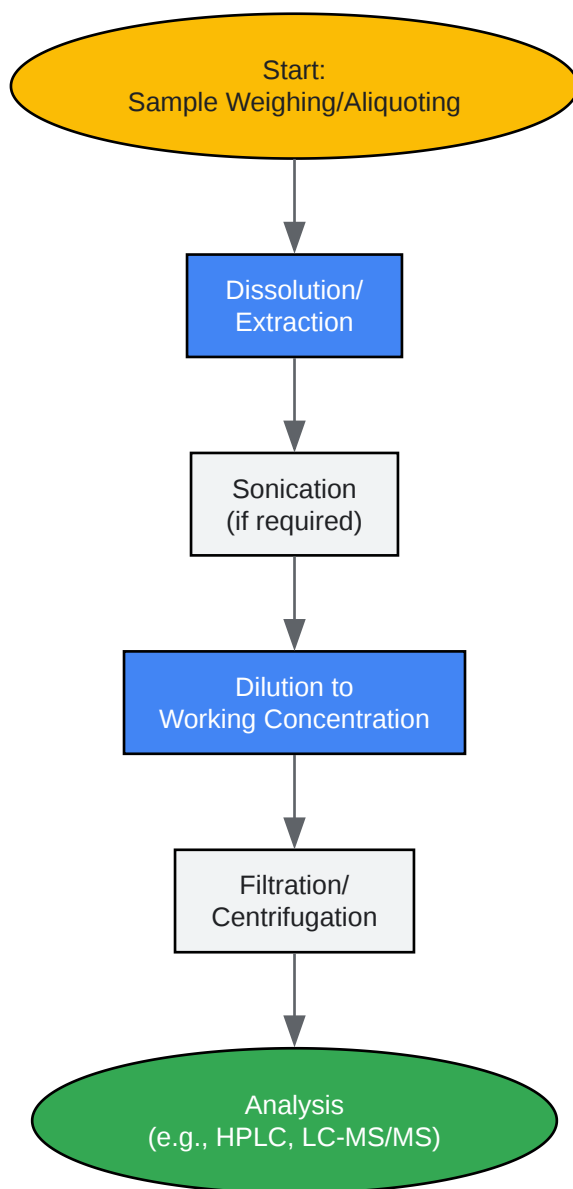 Start:
Sample Weighing/Aliquoting
Dissolution/
Extraction
Sonication
(if required)
Dilution to
Working Concentration
Filtration/
Centrifugation
Analysis
(e.g., HPLC, LC-MS/MS)